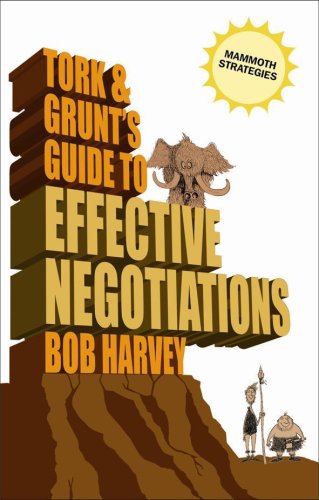 MAMMOTH
STRATEGIES
TORK &
GRUNT'S
GUIDE TO
EFFECTIVE
NEGOTIATIONS
BOB HARVEY